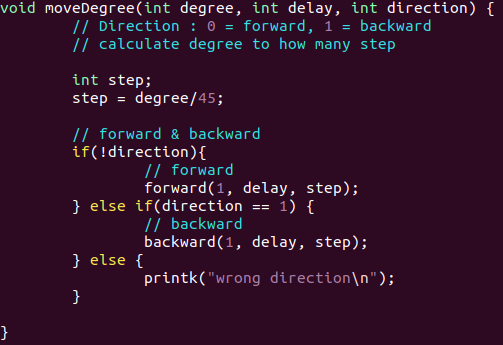 void moveDegree(int degree, int delay, int direction) {
        // Direction : 0 = forward, 1 = backward
        // calculate degree to how many step

        int step;
        step = degree/45;

        // forward & backward
        if(!direction){
                // forward
                forward(1, delay, step);
        } else if(direction == 1) {
                // backward
                backward(1, delay, step);
        } else {
                printk("wrong direction\n");
        }

}